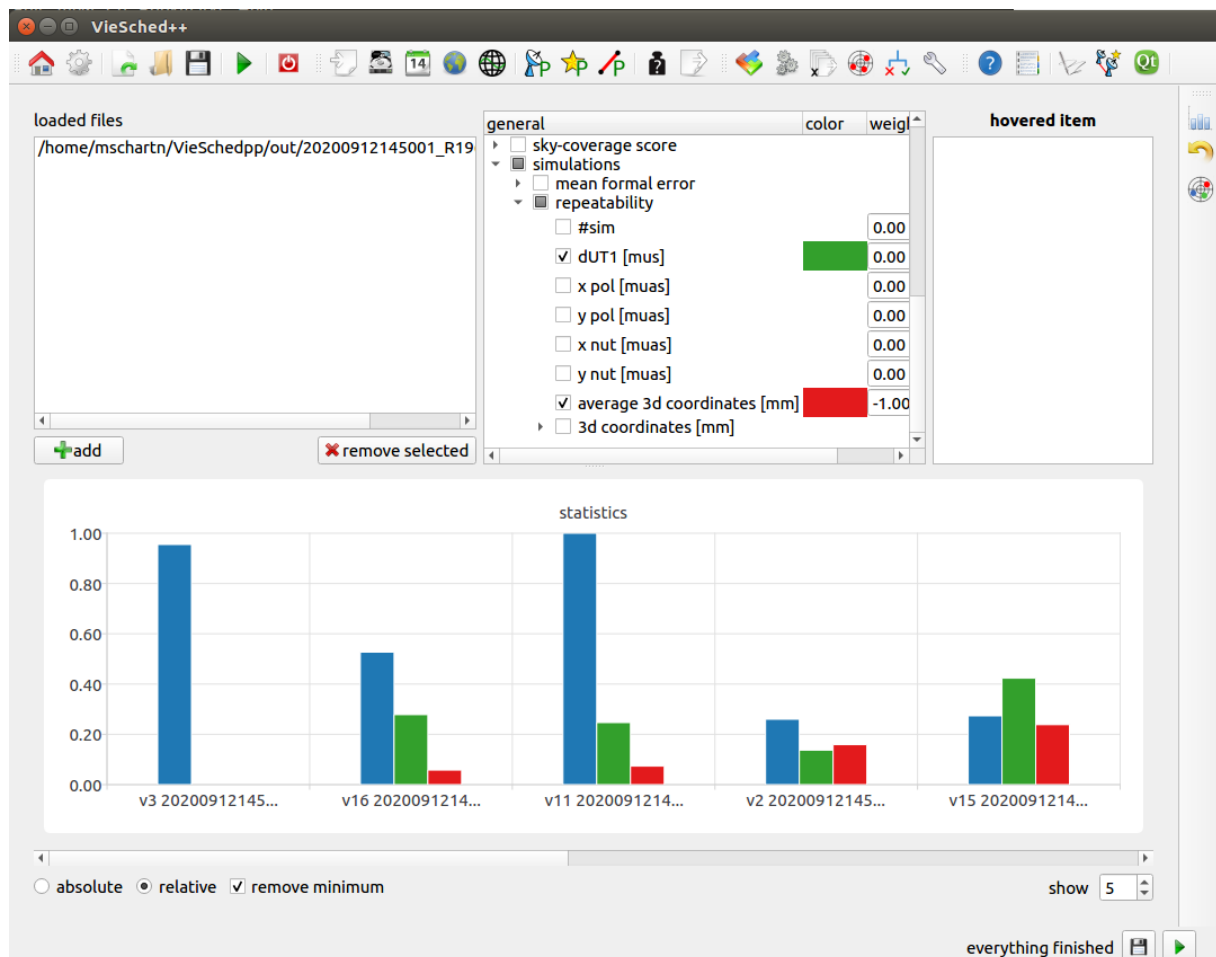 VieSched++
14
P P P
?
x
?
Qt
loaded files
/home/mschartn/VieSchedpp/out/20200912145001_R19
add
remove selected
general color weigl
sky-coverage score
simulations
mean formal error
repeatability
#sim 0.00
dUT1 [mus] 0.00
x pol [muas] 0.00
y pol [muas] 0.00
x nut [muas] 0.00
y nut [muas] 0.00
average 3d coordinates [mm] -1.00
3d coordinates [mm]
hovered item
statistics
1.00
0.80
0.60
0.40
0.20
0.00
v3 20200912145... v16 2020091214... v11 2020091214... v2 20200912145... v15 2020091214...
absolute relative remove minimum show 5
everything finished